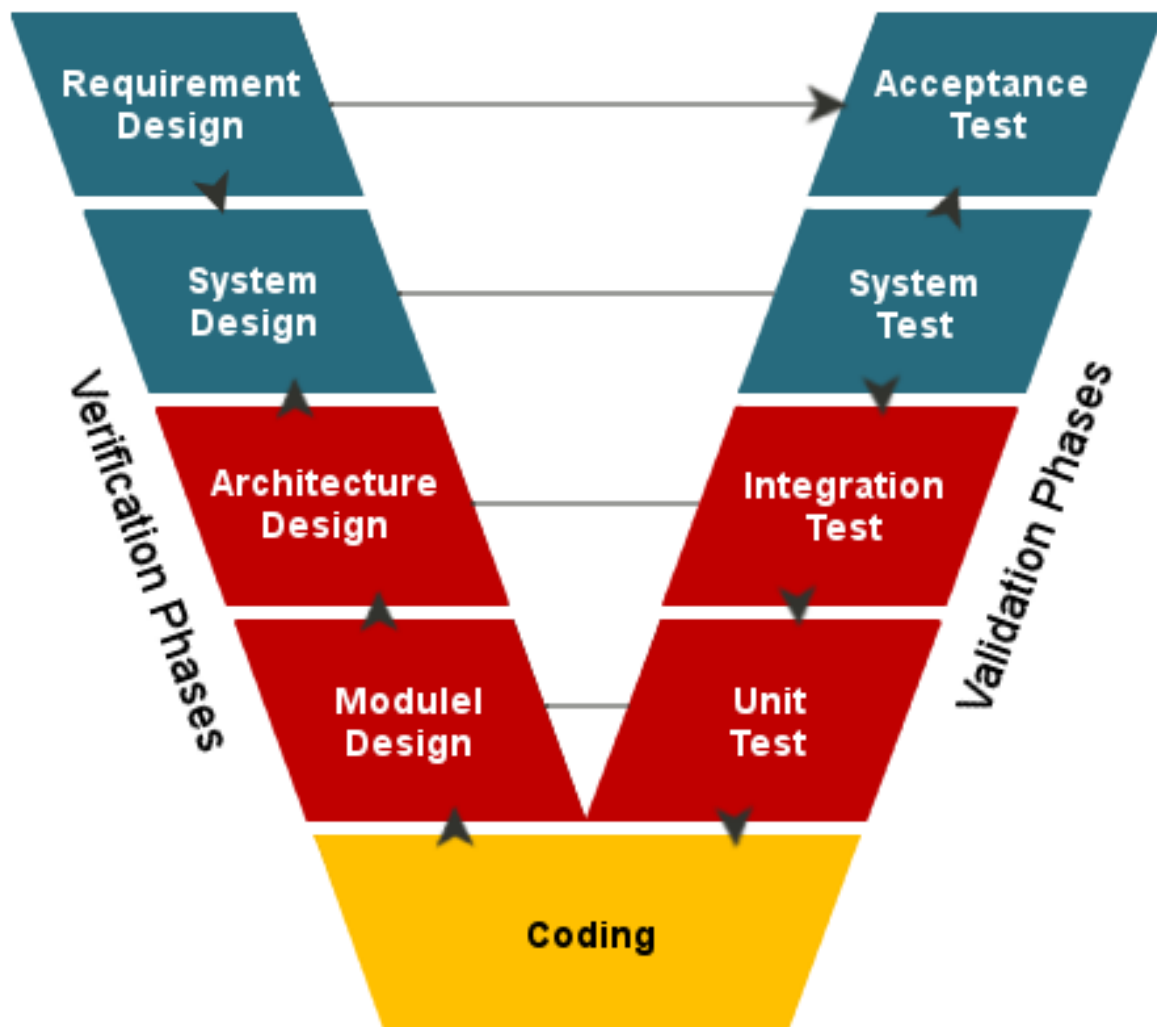 Requirement
Design
Acceptance
Test
System
Design
System
Test
Verification Phases
Validation Phases
Architecture
Design
Integration
Test
Modulel
Design
Unit
Test
Coding